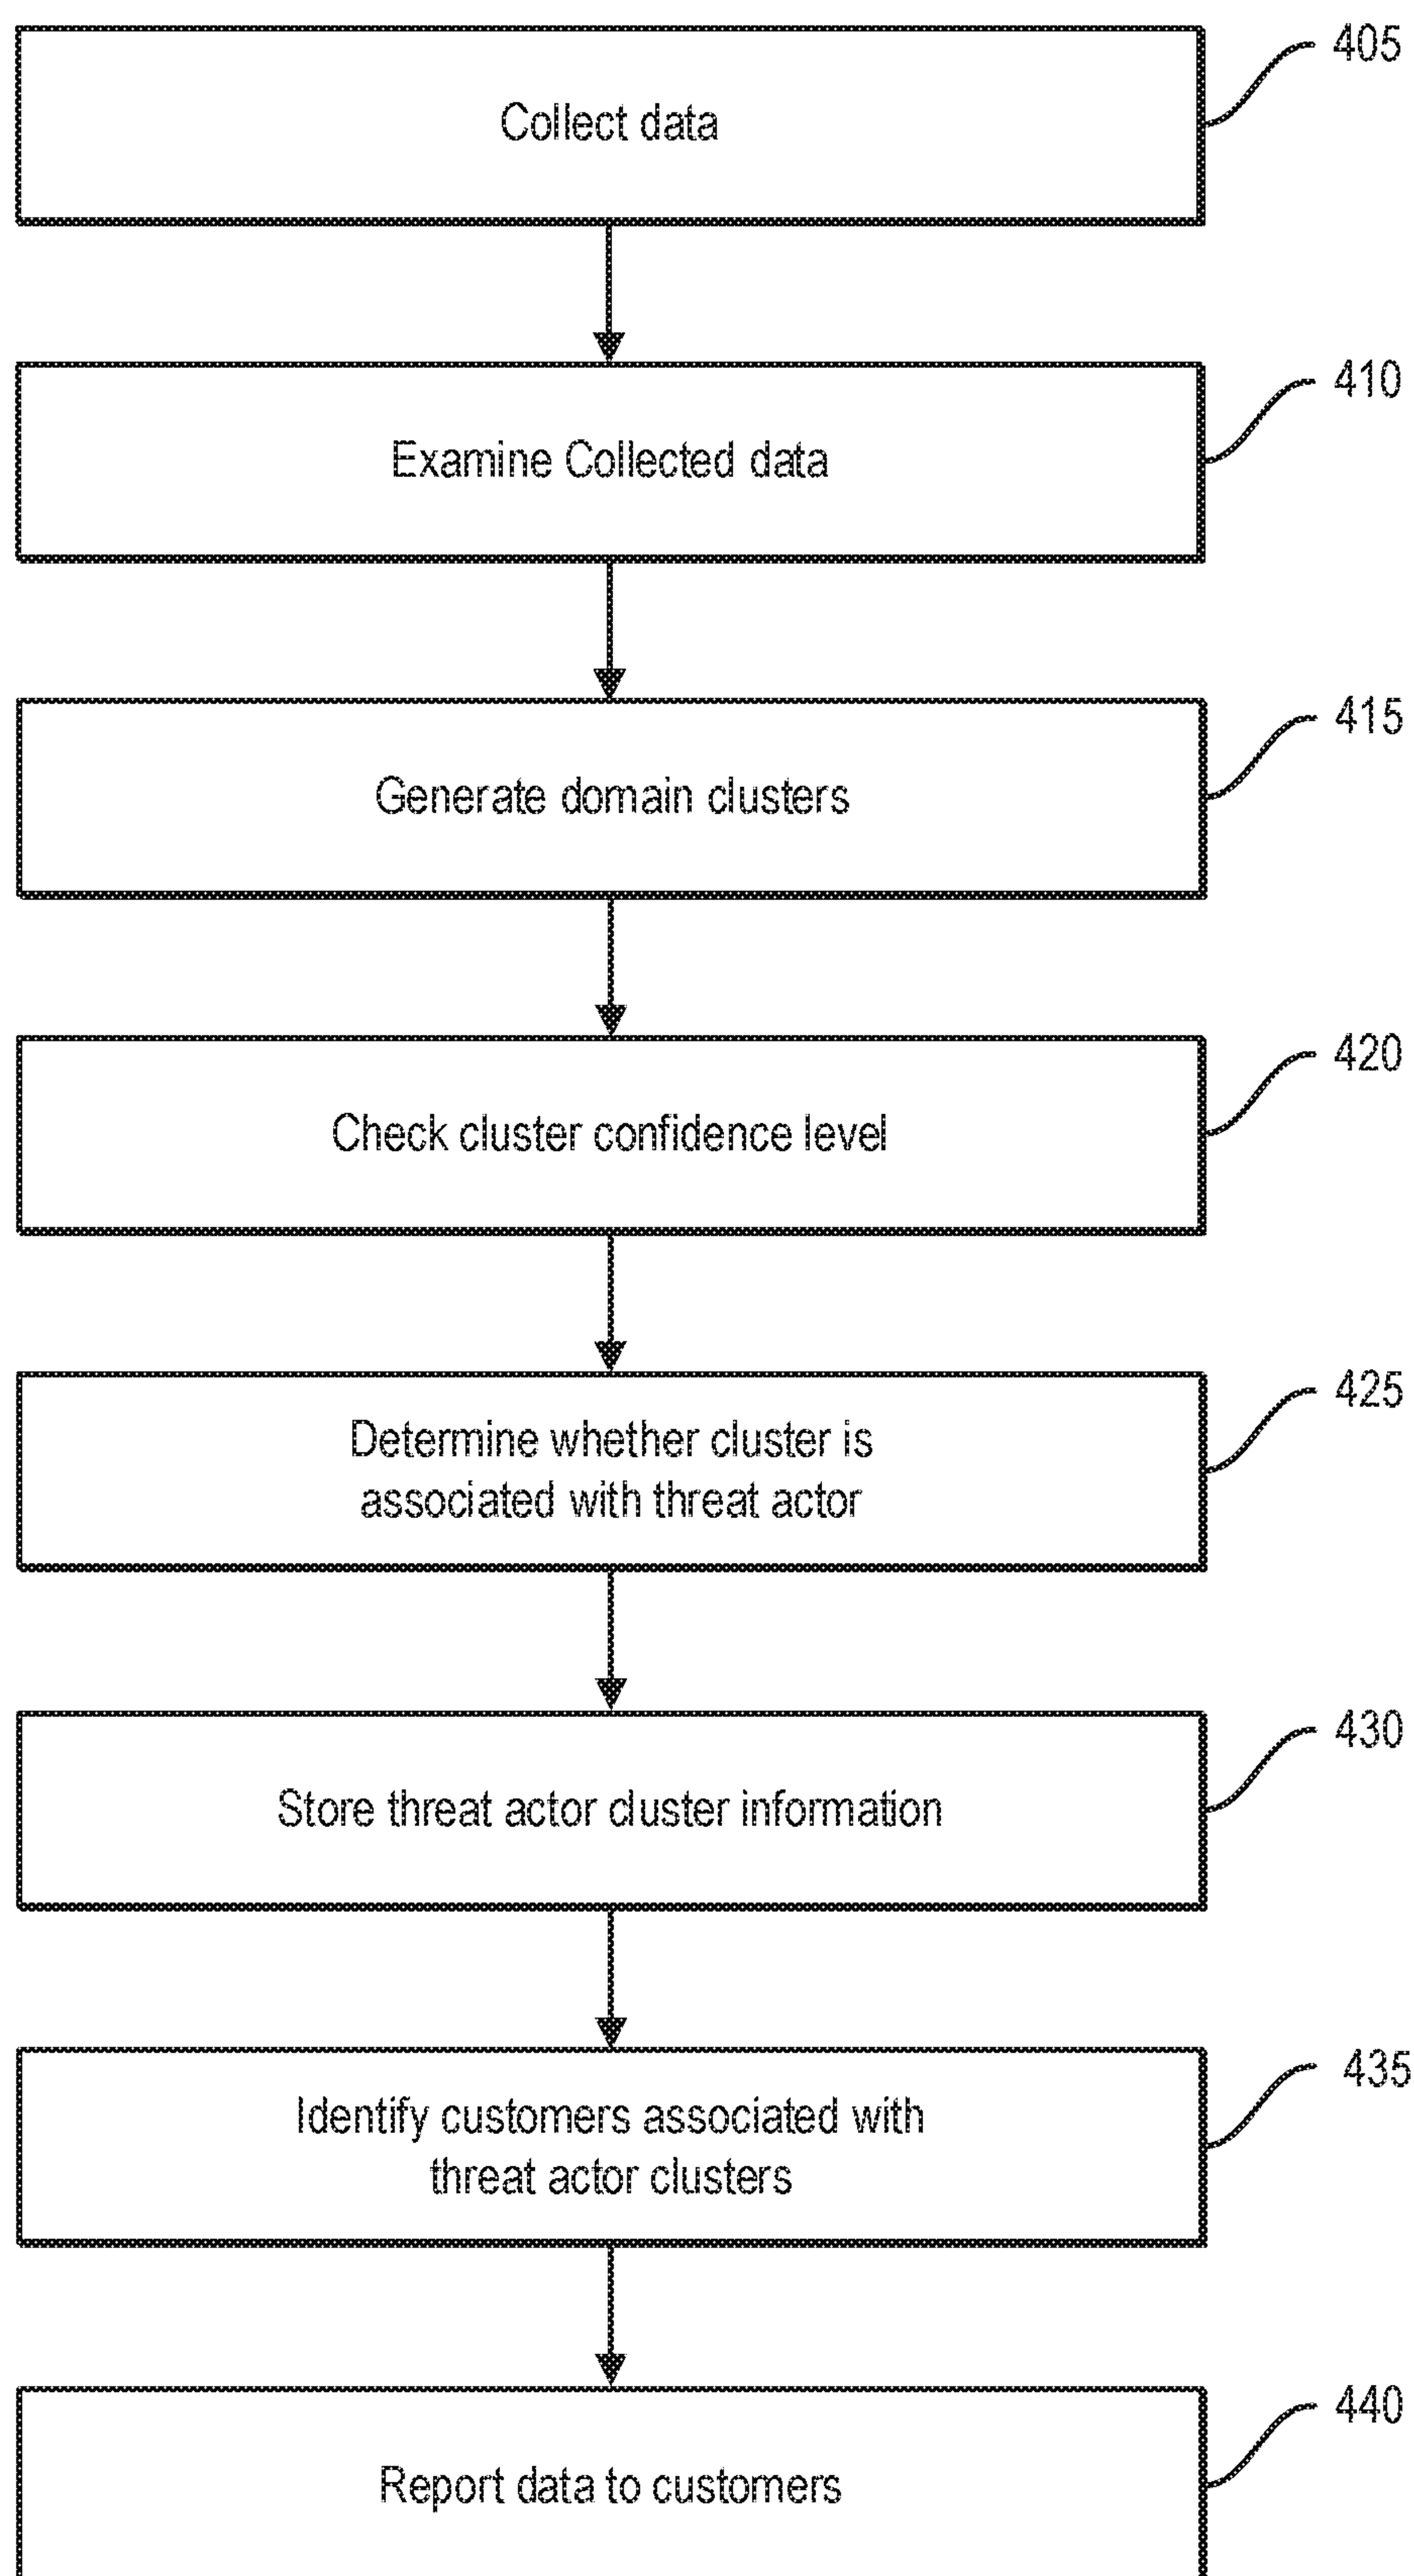 405
Collect data
410
Examine Collected data
415
Generate domain clusters
420
Check cluster confidence level
425
Determine whether cluster is
associated with threat actor
430
Store threat actor cluster information
435
Identify customers associated with
threat actor clusters
440
Report data to customers